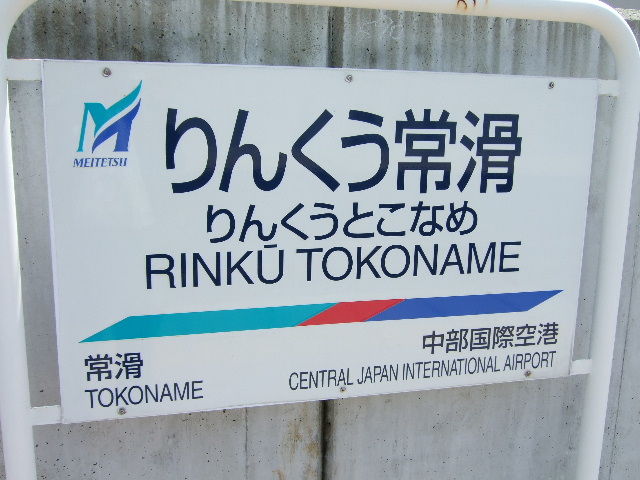 MEITETSU
りんくう常滑
りんくうとこなめ
RINKŪ TOKONAME
常滑
TOKONAME
中部国際空港
CENTRAL JAPAN INTERNATIONAL AIRPORT